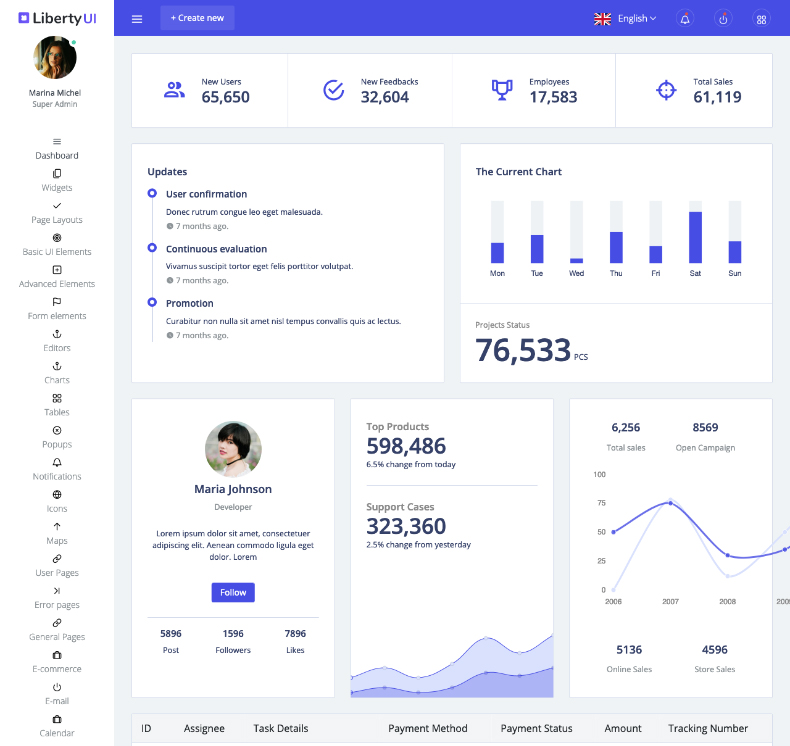 LibertyUI
+ Create new
English
Marina Michel
Super Admin
Dashboard
Widgets
Page Layouts
Basic UI Elements
Advanced Elements
Form elements
Editors
Charts
Tables
Popups
Notifications
Icons
Maps
User Pages
Error pages
General Pages
E-commerce
E-mail
Calendar
New Users
65,650
New Feedbacks
32,604
Employees
17,583
Total Sales
61,119
Updates
User confirmation
Donec rutrum congue leo eget malesuada.
7 months ago.
Continuous evaluation
Vivamus suscipit tortor eget felis porttitor volutpat.
7 months ago.
Promotion
Curabitur non nulla sit amet nisl tempus convallis quis ac lectus.
7 months ago.
The Current Chart
Mon Tue Wed Thu Fri Sat Sun
Projects Status
76,533 PCS
Maria Johnson
Developer
Lorem ipsum dolor sit amet, consectetuer
adipiscing elit. Aenean commodo ligula eget
dolor. Lorem
Follow
5896 1596 7896
Post Followers Likes
Top Products
598,486
6.5% change from today
Support Cases
323,360
2.5% change from yesterday
6,256 8569
Total sales Open Campaign
100
75
50
25
0
2006 2007 2008 2009
5136 4596
Online Sales Store Sales
ID Assignee Task Details Payment Method Payment Status Amount Tracking Number